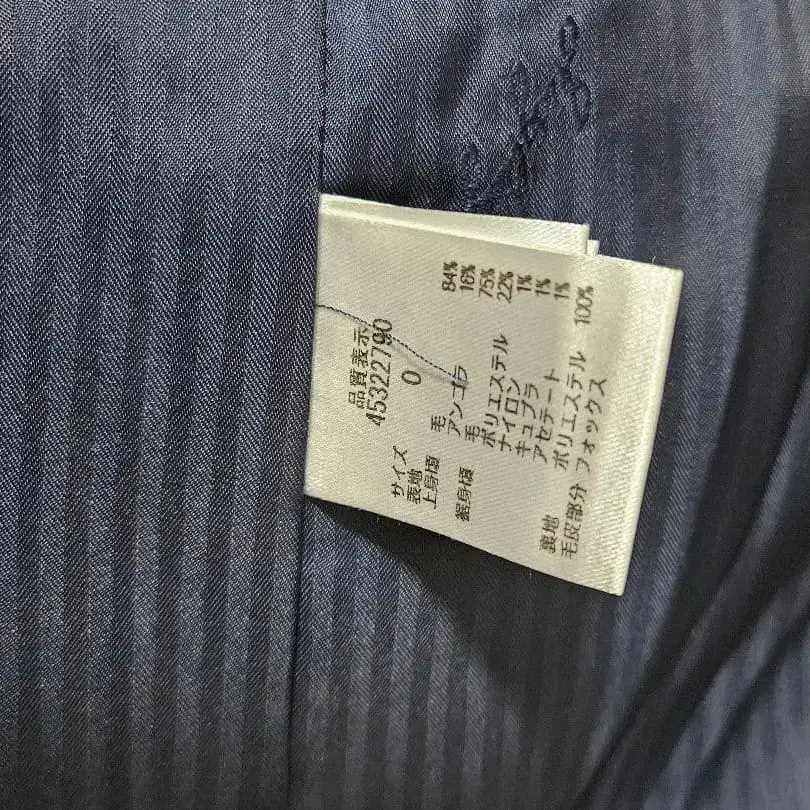 品質表示
45322790
サイズ 0
表地
上身頃 毛 84%
アンゴラ 16%
裾身頃 毛 75%
ポリエステル 22%
ナイロン 1%
キュプラ 1%
アセテート 1%
裏地 ポリエステル 100%
毛皮部分 フォックス